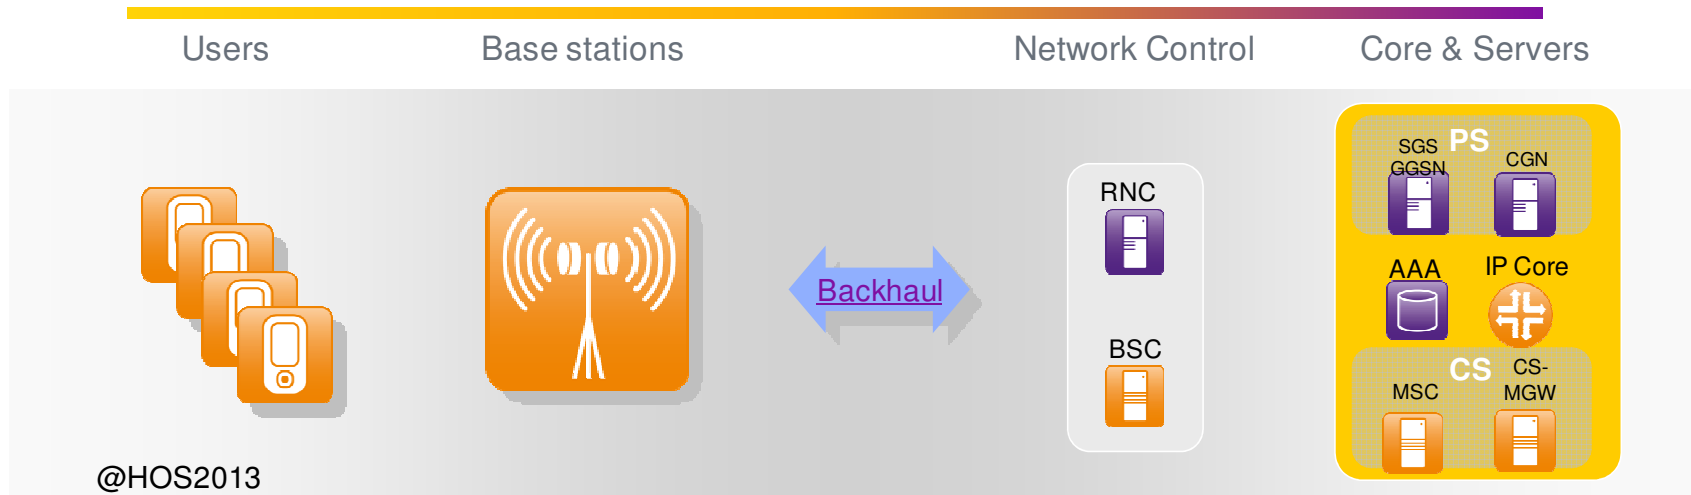 Users
Base stations
Network Control
Core & Servers
PS
SGS
GGSN
CGN
RNC
Backhaul
AAA
IP Core
BSC
CS
CS-
MGW
MSC
@HOS2013